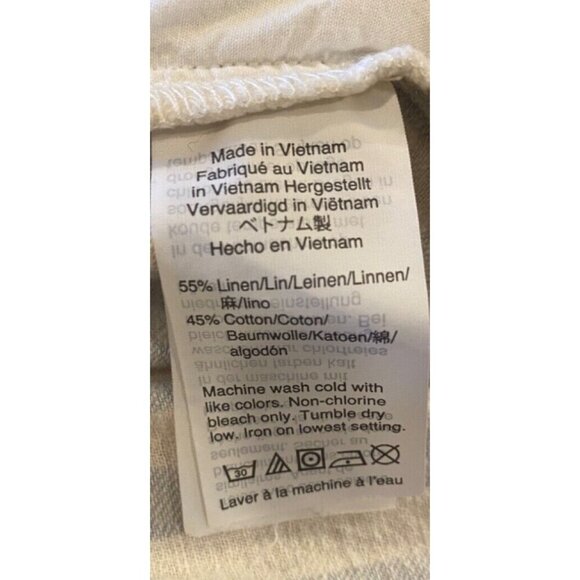 Made in Vietnam
Fabriqué au Vietnam
in Vietnam Hergestellt
Vervaardigd in Viëtnam
ベトナム製
Hecho en Vietnam
55% Linen/Lin/Leinen/Linnen/
麻/lino
45% Cotton/Coton/
Baumwolle/Katoen/綿/
algodón
Machine wash cold with
like colors. Non-chlorine
bleach only. Tumble dry
low. Iron on lowest setting.
30
Laver à la machine à l'eau